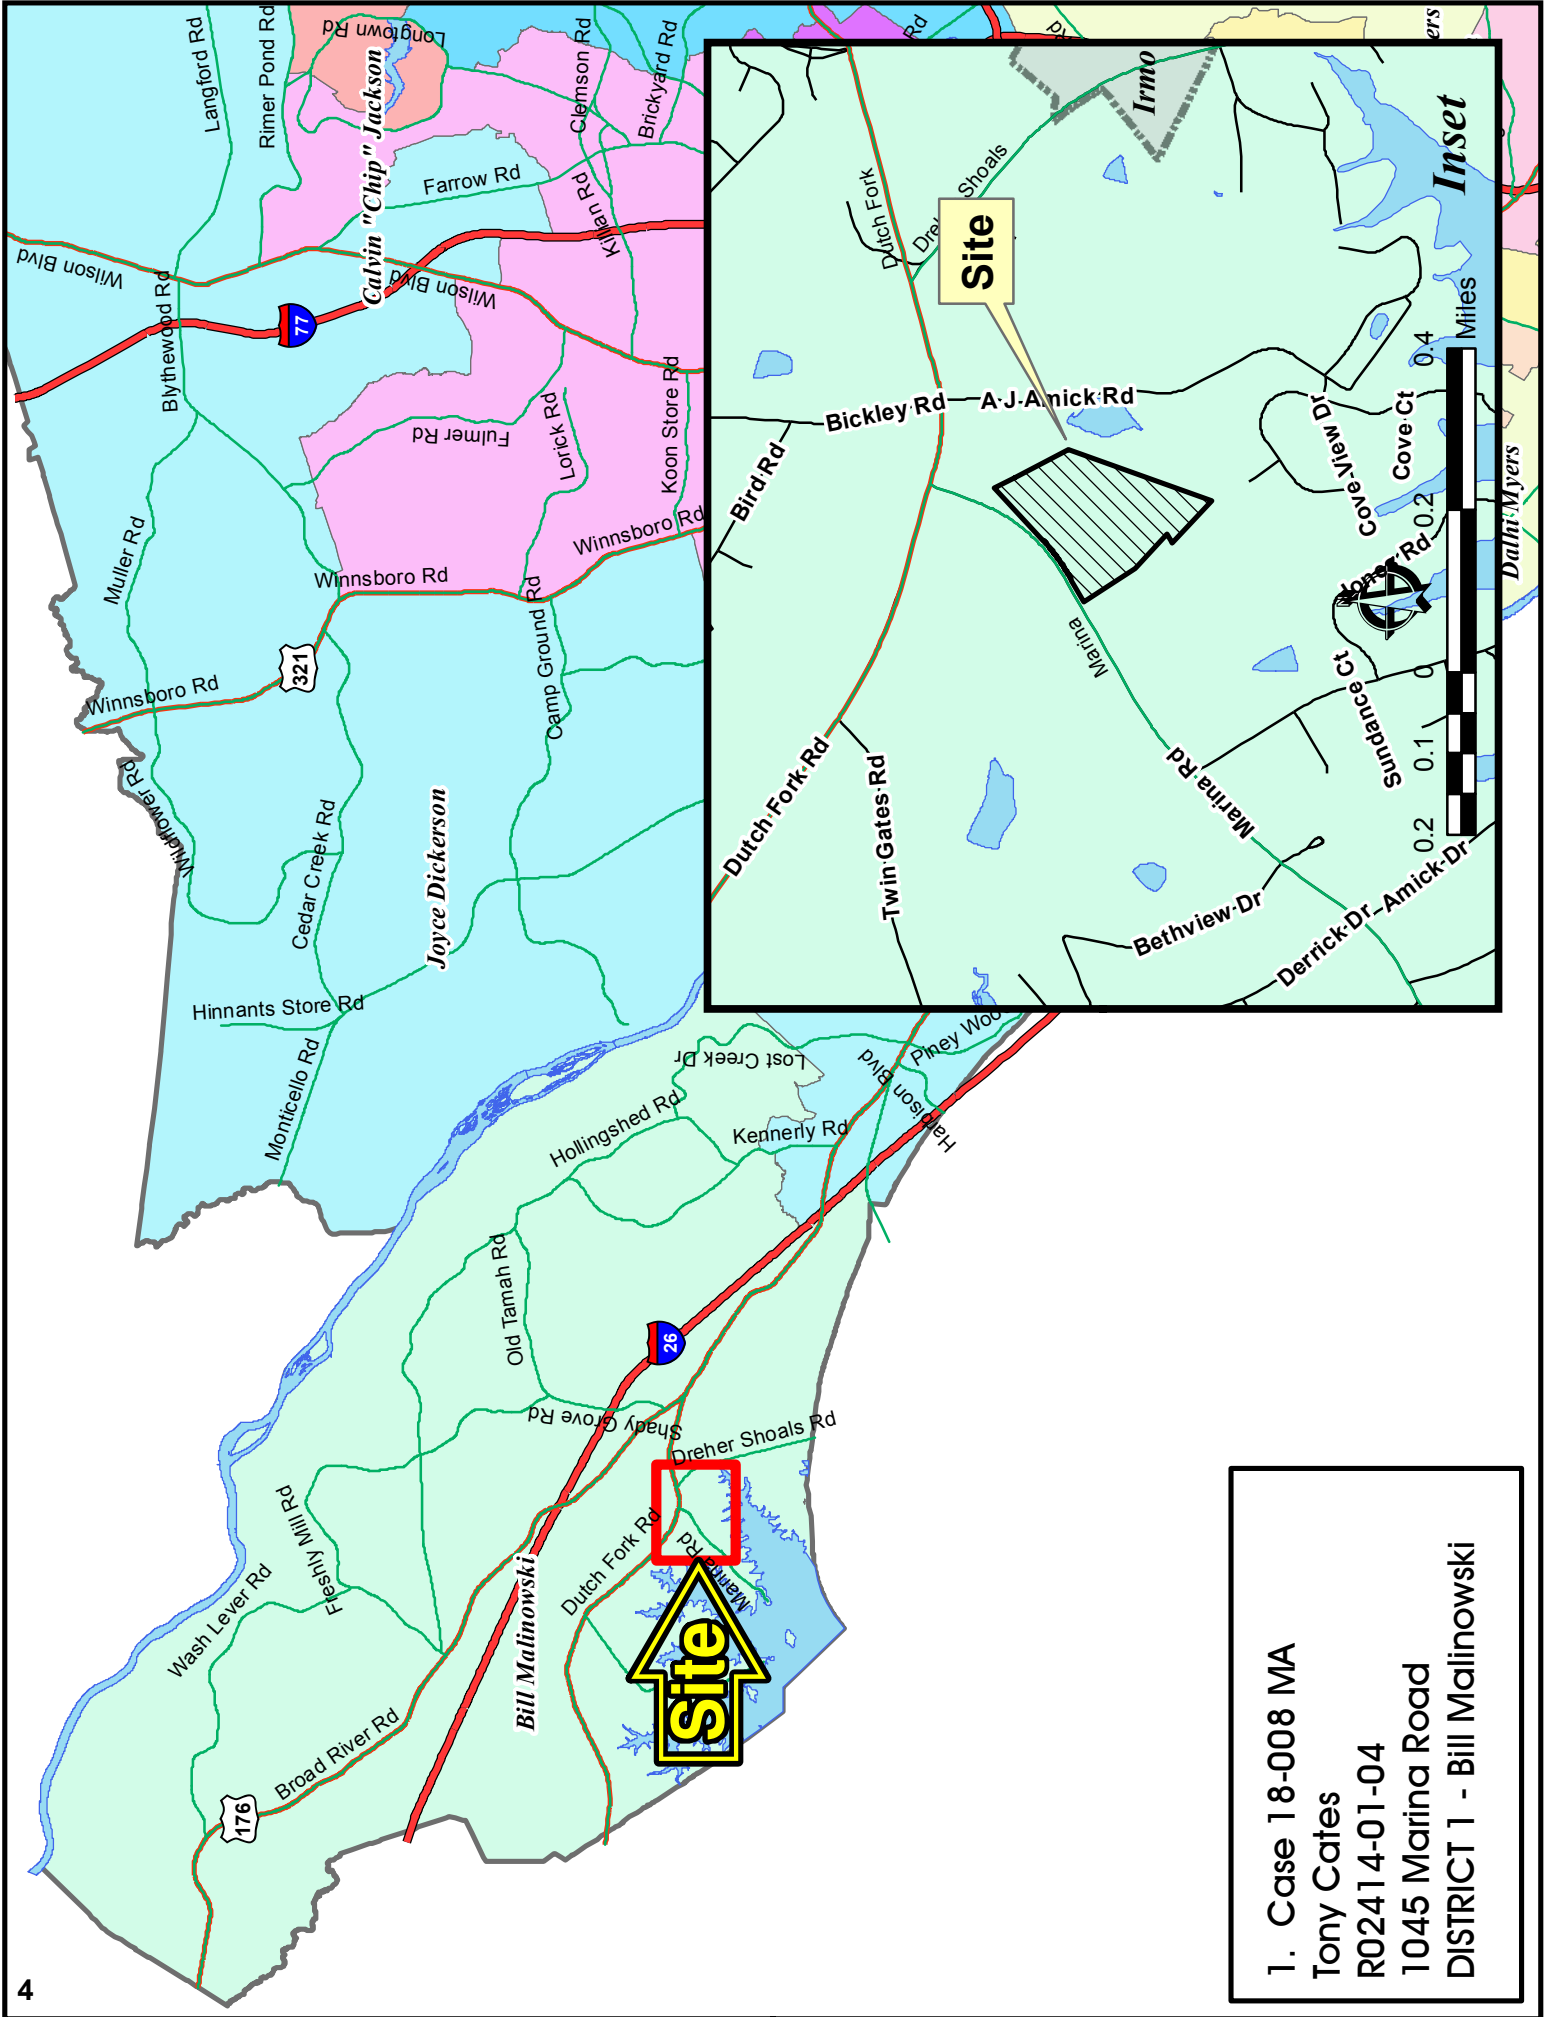 4
Langford Rd
Rimer Pond Rd
Longtown Rd
Calvin "Chip" Jackson
Clemson Rd
Brickyard Rd
Rd
Rd
Farrow Rd
Killian Rd
Wilson Blvd
Wilson Blvd
Blythewood Rd
77
Fulmer Rd
Lorick Rd
Koon Store Rd
Muller Rd
Winnsboro Rd
Winnsboro Rd
Winnsboro Rd
321
Camp Ground Rd
Wildflower Rd
Cedar Creek Rd
Joyce Dickerson
Hinnants Store Rd
Monticello Rd
Lost Creek Dr
Piney Woo
Harbison Blvd
Hollingshed Rd
Kennerly Rd
Old Tamah Rd
26
Shady Grove Rd
Dreher Shoals Rd
Freshly Mill Rd
Wash Lever Rd
Dutch Fork Rd
Marina Rd
Bill Malinowski
Site
Broad River Rd
176
ers
Dalhi Myers
Inset
Irmo
Dutch Fork
Shoals
Site
Bickley Rd
A J Amick Rd
Bird Rd
Marina
Cove View Dr
Cove Ct
Jones Rd
Sundance Ct
Dutch Fork Rd
Twin Gates Rd
Marina Rd
Bethview Dr
Derrick Dr
Amick Dr
0.2
0.1
0
0.2
0.4
Miles
1. Case 18-008 MA
Tony Cates
R02414-01-04
1045 Marina Road
DISTRICT 1 - Bill Malinowski